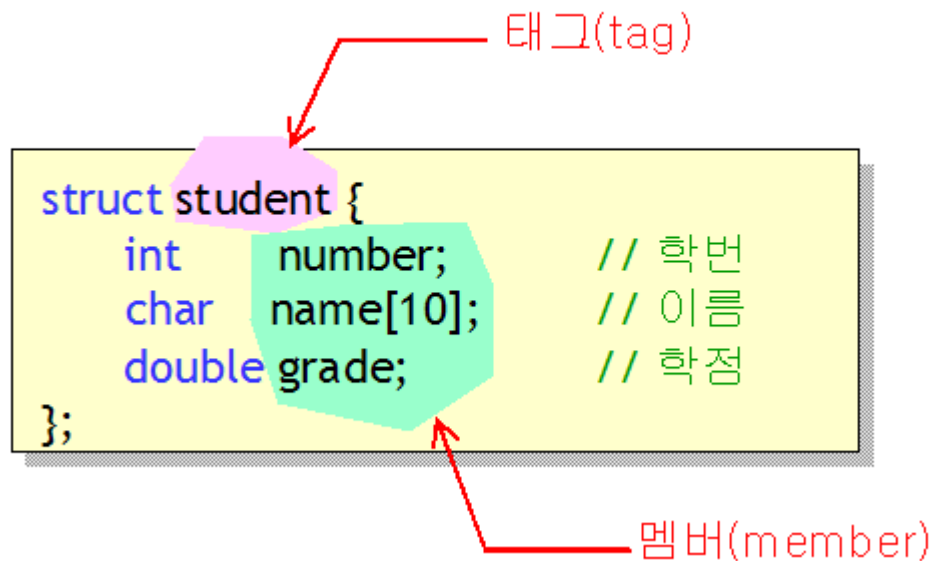 태그(tag)
struct student {
int number; // 학번
char name[10]; // 이름
double grade; // 학점
};
멤버(member)